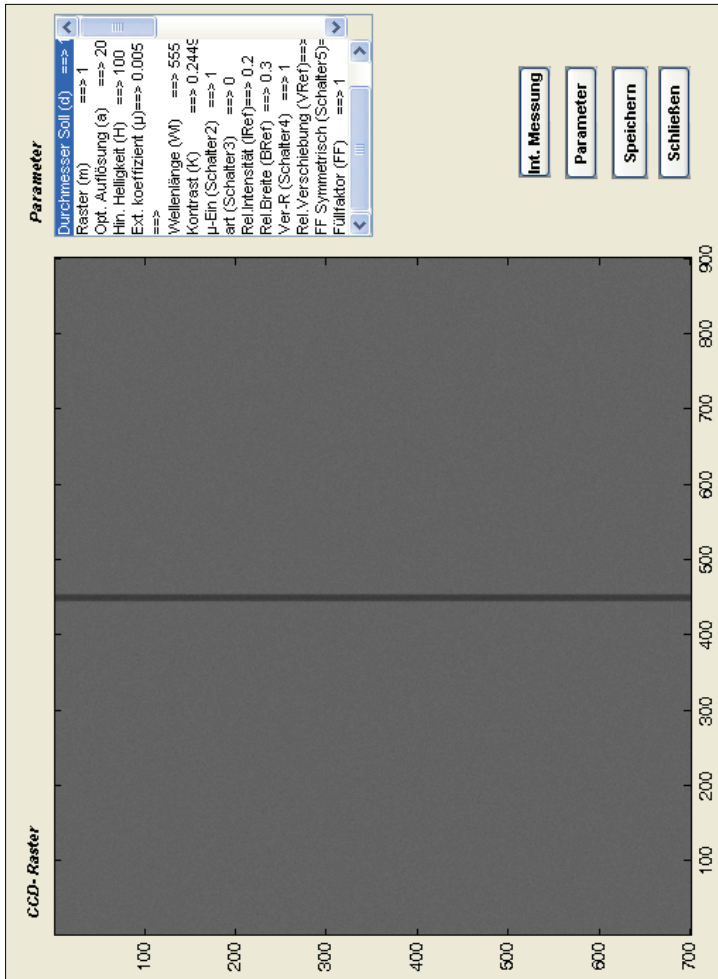 CCD- Raster
100
200
300
400
500
600
700
100
200
300
400
500
600
700
800
900
Parameter
Durchmesser Soll (d) ==>
Raster (m) ==> 1
Opt. Auflösung (a) ==> 20
Hin. Helligkeit (H) ==> 100
Ext. koeffizient (µ)==> 0.005
==>
Wellenlänge (Wl) ==> 555
Kontrast (K) ==> 0.2449
µ-Ein (Schalter2) ==> 1
art (Schalter3) ==> 0
Rel.Intensität (IRef)==> 0.2
Rel.Breite (BRef) ==> 0.3
Ver-R (Schalter4) ==> 1
Rel.Verschiebung (VRef)==>
FF Symmetrisch (Schalter5)=
Füllfaktor (FF) ==> 1
Int. Messung
Parameter
Speichern
Schließen